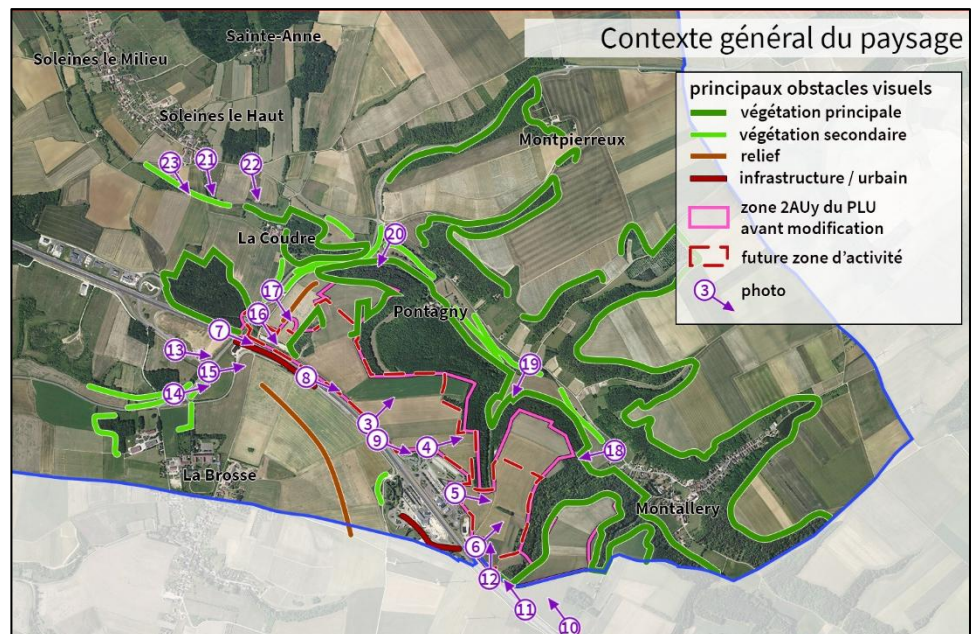 Contexte général du paysage
principaux obstacles visuels
végétation principale
végétation secondaire
relief
infrastructure / urbain
zone 2AUy du PLU
avant modification
future zone d'activité
3
photo
Sainte-Anne
Soleines le Milieu
Soleines le Haut
Montpierreux
23
21
22
La Coudre
20
17
Pontagny
16
7
13
15
8
19
14
3
9
4
18
La Brosse
5
Montallery
6
12
11
10